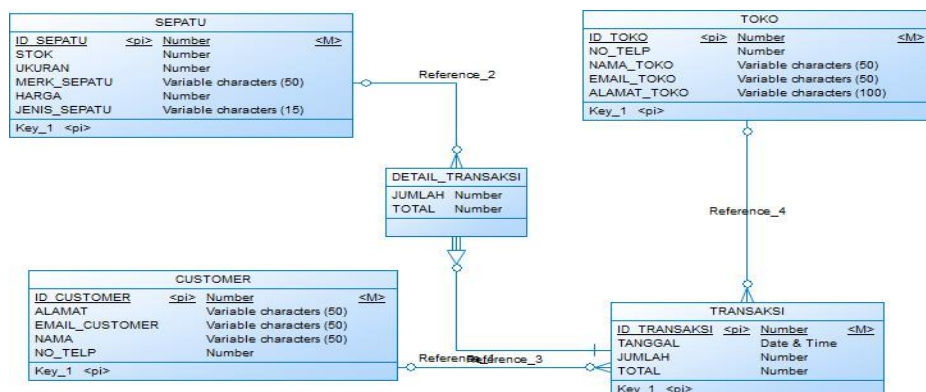 SEPATU
ID_SEPATU <pi> Number <M>
STOK Number
UKURAN Number
MERK_SEPATU Variable characters (50)
HARGA Number
JENIS_SEPATU Variable characters (15)
Key_1 <pi>
TOKO
ID_TOKO <pi> Number <M>
NO_TELP Number
NAMA_TOKO Variable characters (50)
EMAIL_TOKO Variable characters (50)
ALAMAT_TOKO Variable characters (100)
Key_1 <pi>
Reference_2
DETAIL_TRANSAKSI
JUMLAH Number
TOTAL Number
Reference_4
CUSTOMER
ID_CUSTOMER <pi> Number <M>
ALAMAT Variable characters (50)
EMAIL_CUSTOMER Variable characters (50)
NAMA Variable characters (50)
NO_TELP Number
Key_1 <pi>
Reference_3
TRANSAKSI
ID_TRANSAKSI <pi> Number <M>
TANGGAL Date & Time
JUMLAH Number
TOTAL Number
Key_1 <pi>